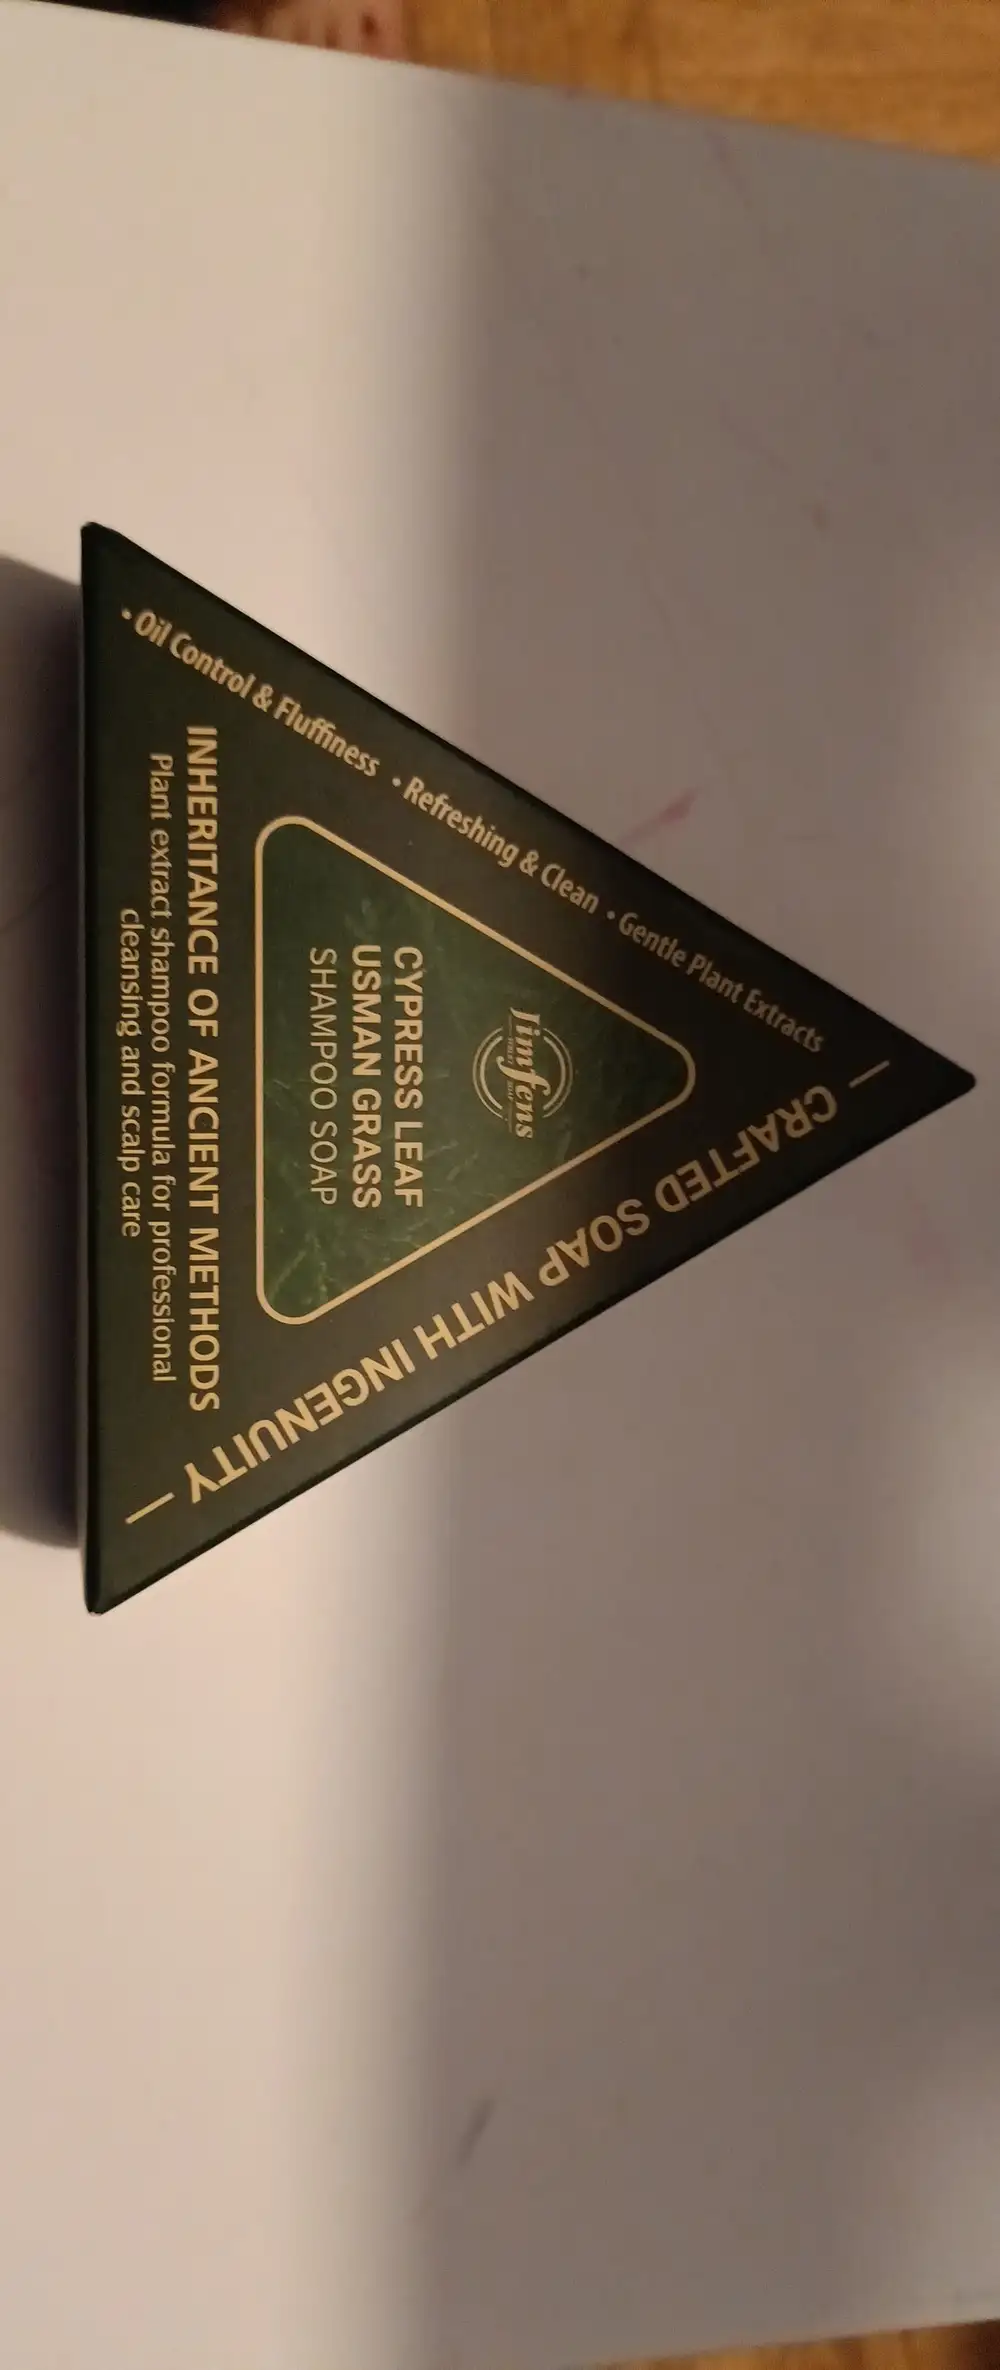 Jimfens
CYPRESS LEAF
USMAN GRASS
SHAMPOO SOAP
INHERITANCE OF ANCIENT METHODS
Plant extract shampoo formula for professional
cleansing and scalp care
• Oil Control & Fluffiness • Refreshing & Clean • Gentle Plant Extracts
CRAFTED SOAP WITH INGENUITY